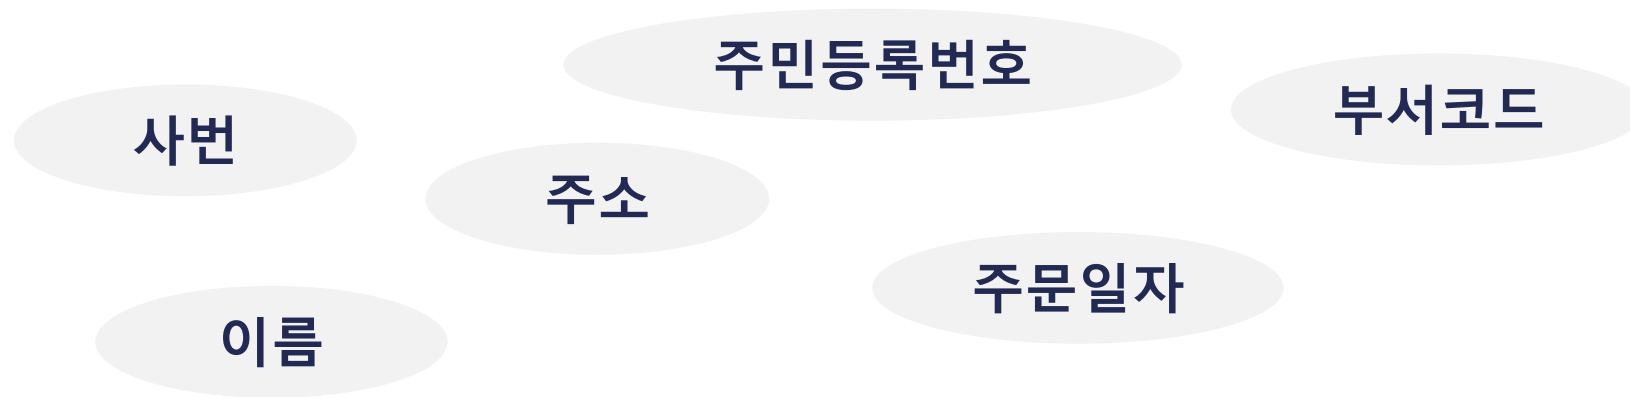 주민등록번호
부서코드
사번
주소
주문일자
이름